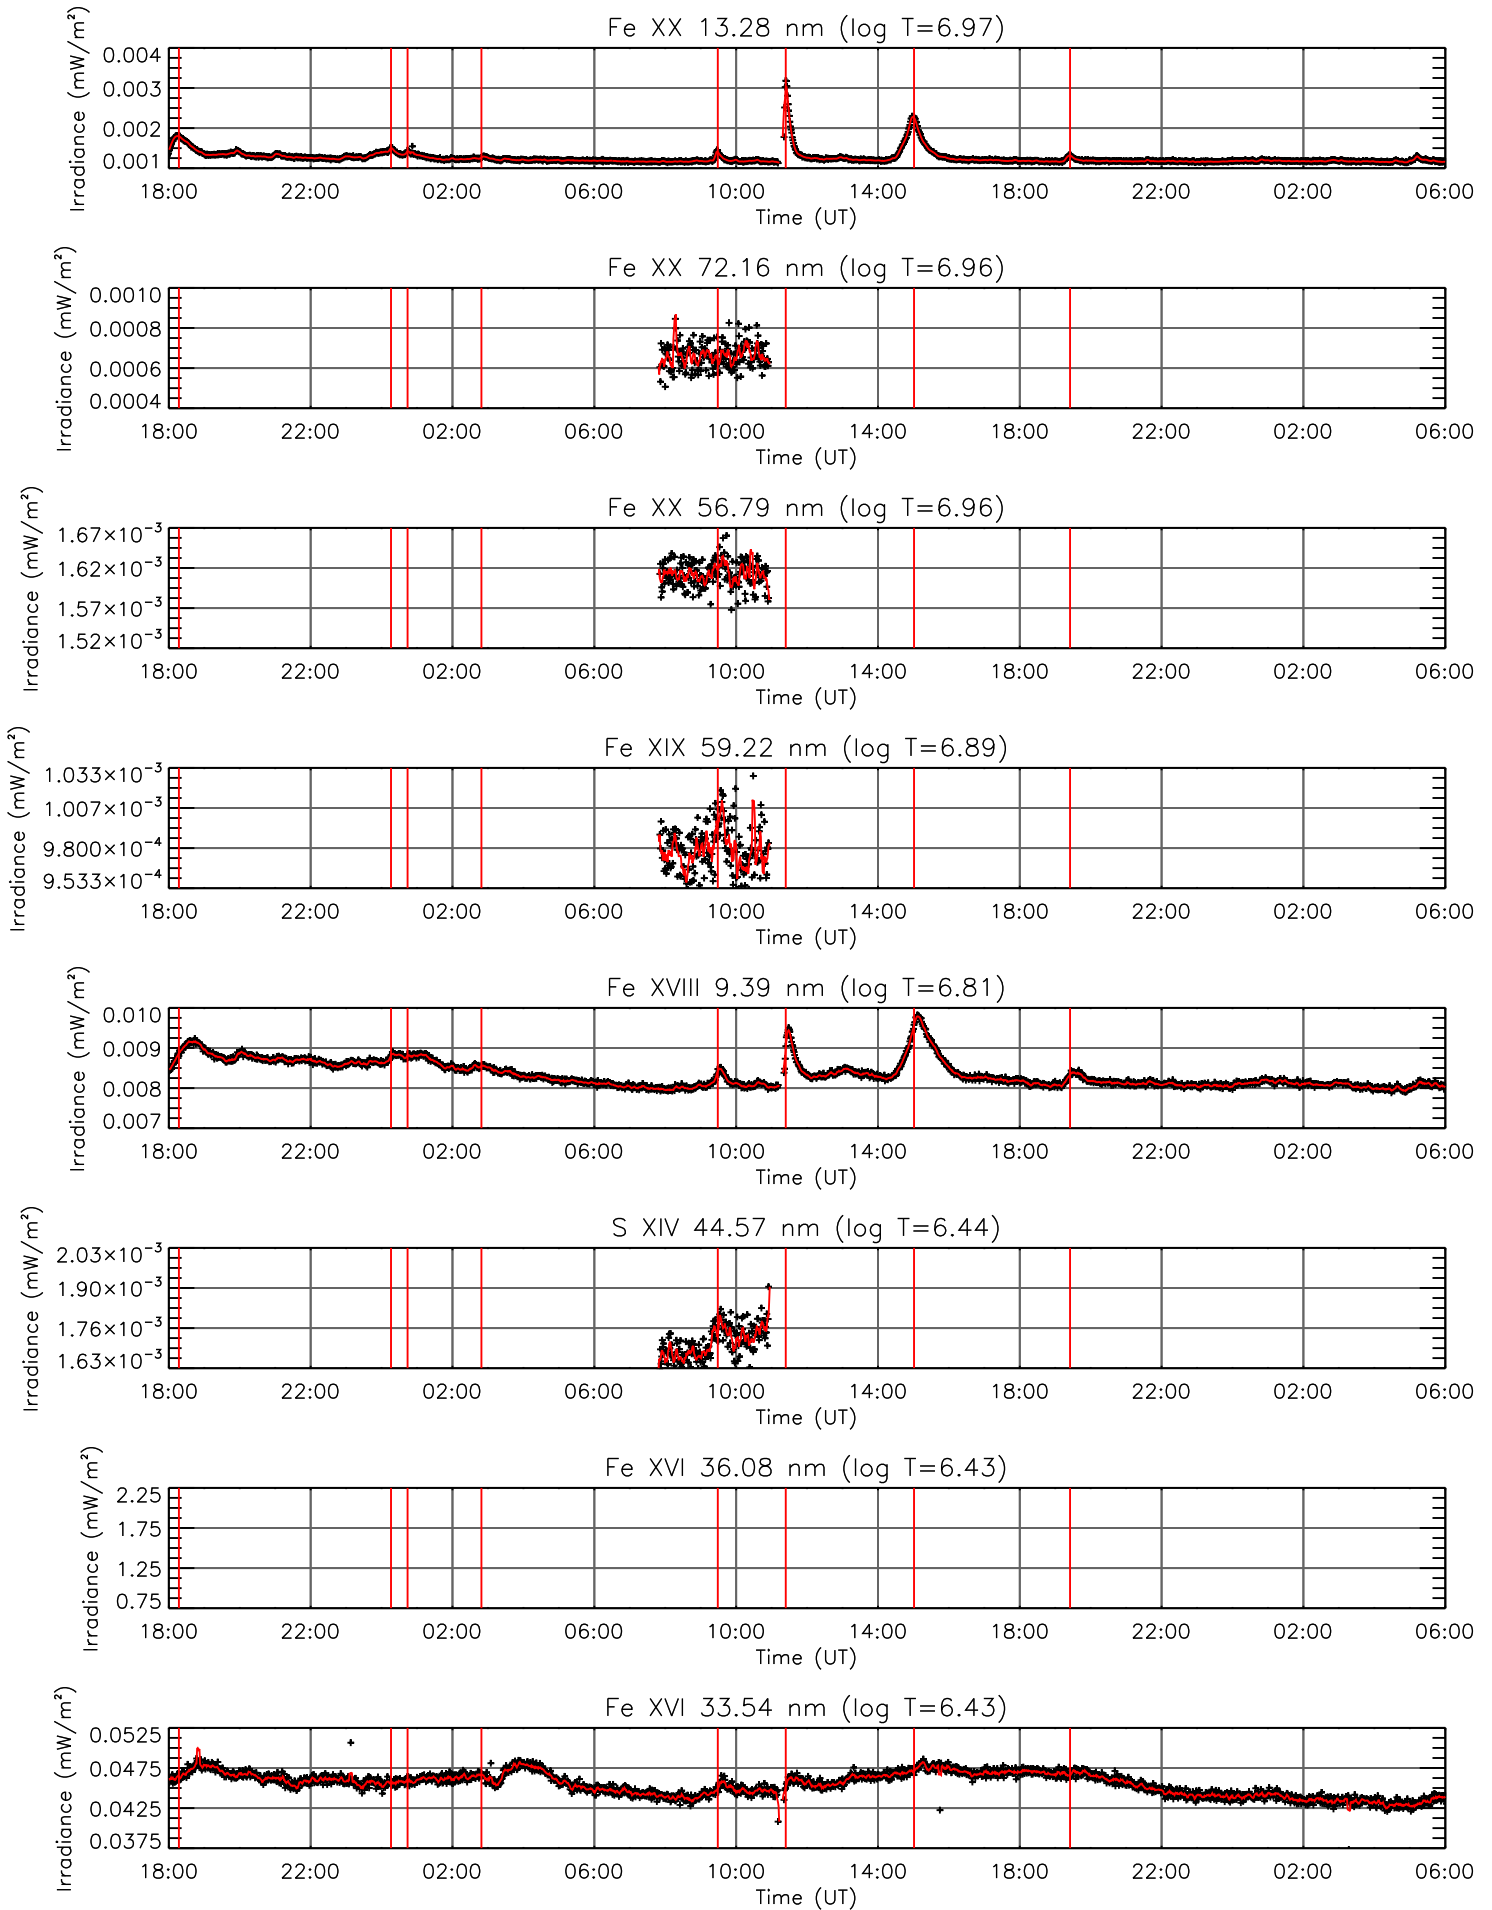 Fe XX 13.28 nm (log T=6.97)
Irradiance (mW/m²)
0.004
0.003
0.002
0.001
18:00 22:00 02:00 06:00 10:00 14:00 18:00 22:00 02:00 06:00
Time (UT)
Fe XX 72.16 nm (log T=6.96)
Irradiance (mW/m²)
0.0010
0.0008
0.0006
0.0004
18:00 22:00 02:00 06:00 10:00 14:00 18:00 22:00 02:00 06:00
Time (UT)
Fe XX 56.79 nm (log T=6.96)
Irradiance (mW/m²)
1.67×10⁻³
1.62×10⁻³
1.57×10⁻³
1.52×10⁻³
18:00 22:00 02:00 06:00 10:00 14:00 18:00 22:00 02:00 06:00
Time (UT)
Fe XIX 59.22 nm (log T=6.89)
Irradiance (mW/m²)
1.033×10⁻³
1.007×10⁻³
9.800×10⁻⁴
9.533×10⁻⁴
18:00 22:00 02:00 06:00 10:00 14:00 18:00 22:00 02:00 06:00
Time (UT)
Fe XVIII 9.39 nm (log T=6.81)
Irradiance (mW/m²)
0.010
0.009
0.008
0.007
18:00 22:00 02:00 06:00 10:00 14:00 18:00 22:00 02:00 06:00
Time (UT)
S XIV 44.57 nm (log T=6.44)
Irradiance (mW/m²)
2.03×10⁻³
1.90×10⁻³
1.76×10⁻³
1.63×10⁻³
18:00 22:00 02:00 06:00 10:00 14:00 18:00 22:00 02:00 06:00
Time (UT)
Fe XVI 36.08 nm (log T=6.43)
Irradiance (mW/m²)
2.25
1.75
1.25
0.75
18:00 22:00 02:00 06:00 10:00 14:00 18:00 22:00 02:00 06:00
Time (UT)
Fe XVI 33.54 nm (log T=6.43)
Irradiance (mW/m²)
0.0525
0.0475
0.0425
0.0375
18:00 22:00 02:00 06:00 10:00 14:00 18:00 22:00 02:00 06:00
Time (UT)